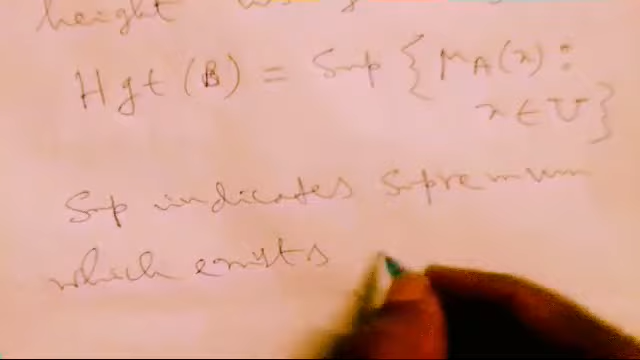 height
Hgt (B) = Sup { μA(x) :
x ∈ U }
Sup indicates Supremum
which exists